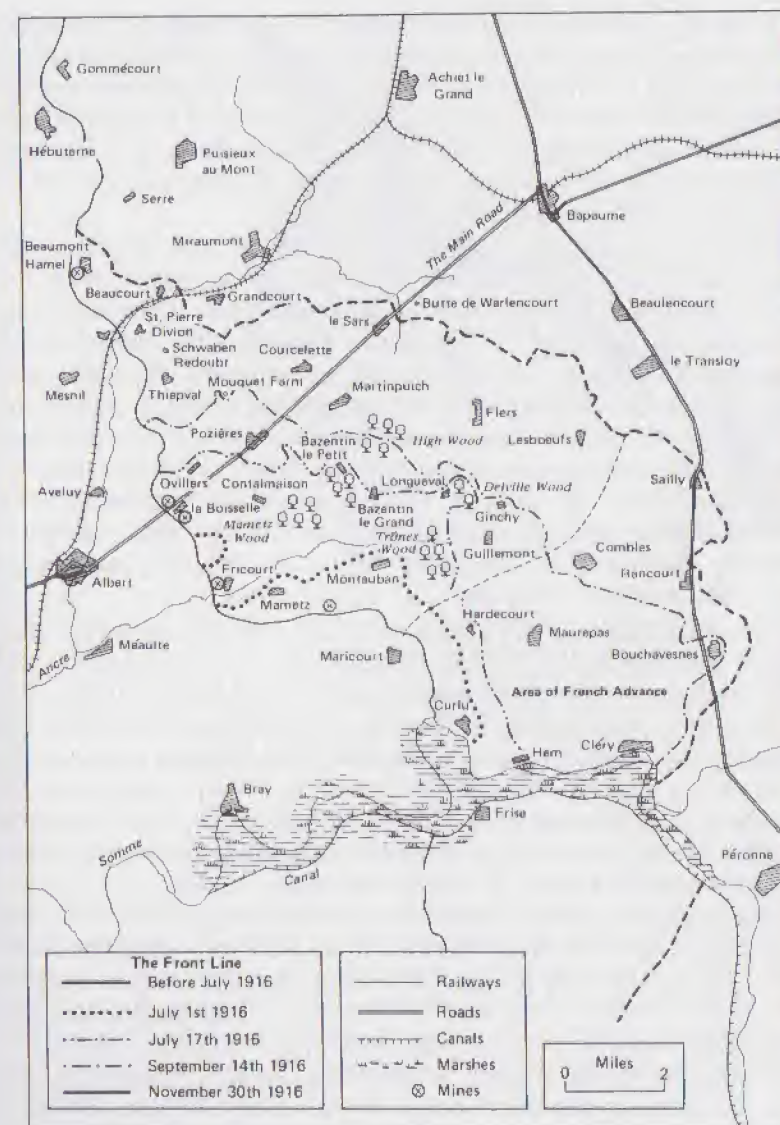 Gommécourt
Achiet le
Grand
Hébuterne
Puisieux
au Mont
Serre
Bapaume
Miraumont
The Main Road
Beaumont
Hamel
Beaucourt
Grandcourt
Butte de Warlencourt
Beaulencourt
St. Pierre
Divion
le Sars
Schwaben
Redoubt
Courcelette
le Transloy
Mesnil
Thiepval
Mouquet Farm
Martinpuich
Flers
Pozières
High Wood
Lesboeufs
Bazentin
le Petit
Ovillers
Contalmaison
Longueval
Delville Wood
Sailly
Aveluy
la Boisselle
Bazentin
le Grand
Ginchy
Mametz
Wood
Trônes
Wood
Guillemont
Combles
Albert
Fricourt
Montauban
Rancourt
Mametz
Hardecourt
Maurepas
Méaulte
Maricourt
Bouchavesnes
Ancre
Area of French Advance
Curlu
Hem
Cléry
Bray
Frise
Somme
Canal
Péronne
The Front Line
Before July 1916
July 1st 1916
July 17th 1916
September 14th 1916
November 30th 1916
Railways
Roads
Canals
Marshes
Mines
Miles
0 2